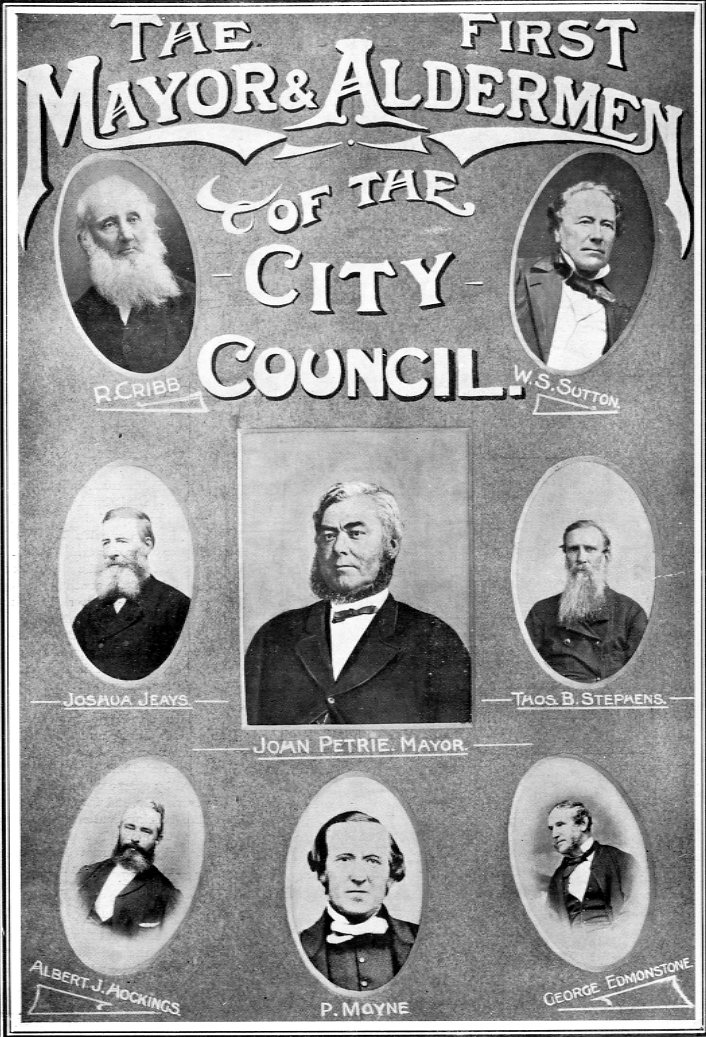 THE FIRST
MAYOR & ALDERMEN
OF THE
CITY
COUNCIL.
R. CRIBB
W. S. SUTTON.
JOSHUA JEAYS.
THOS. B. STEPHENS.
JOHN PETRIE. MAYOR.
ALBERT J. HOCKINGS.
P. MAYNE
GEORGE EDMONSTONE.